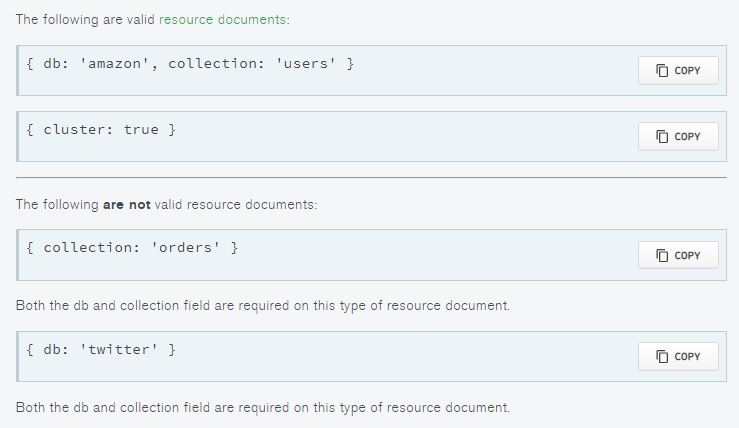 The following are valid resource documents:
{ db: 'amazon', collection: 'users' }
COPY
{ cluster: true }
COPY
The following are not valid resource documents:
{ collection: 'orders' }
COPY
Both the db and collection field are required on this type of resource document.
{ db: 'twitter' }
COPY
Both the db and collection field are required on this type of resource document.